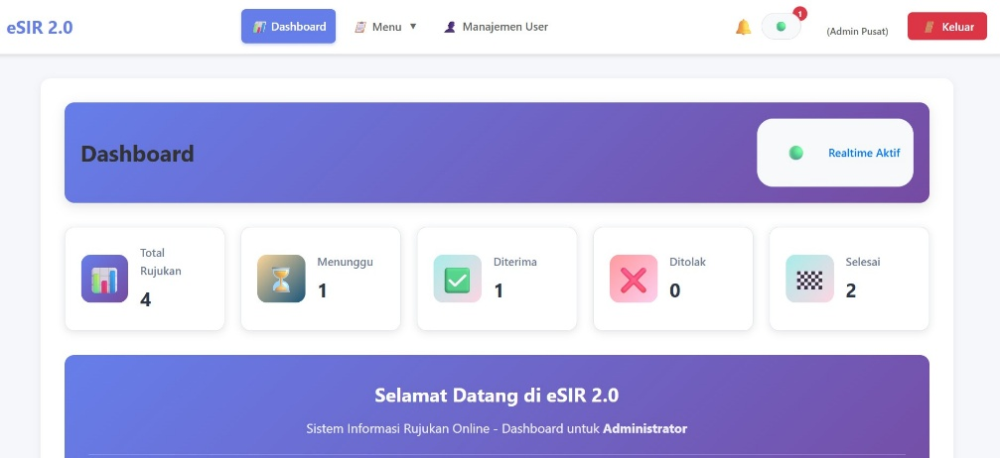 eSIR 2.0
Dashboard
Menu ▼
Manajemen User
1
(Admin Pusat)
Keluar
Dashboard
Realtime Aktif
Total
Rujukan
4
Menunggu
1
Diterima
1
Ditolak
0
Selesai
2
Selamat Datang di eSIR 2.0
Sistem Informasi Rujukan Online - Dashboard untuk Administrator